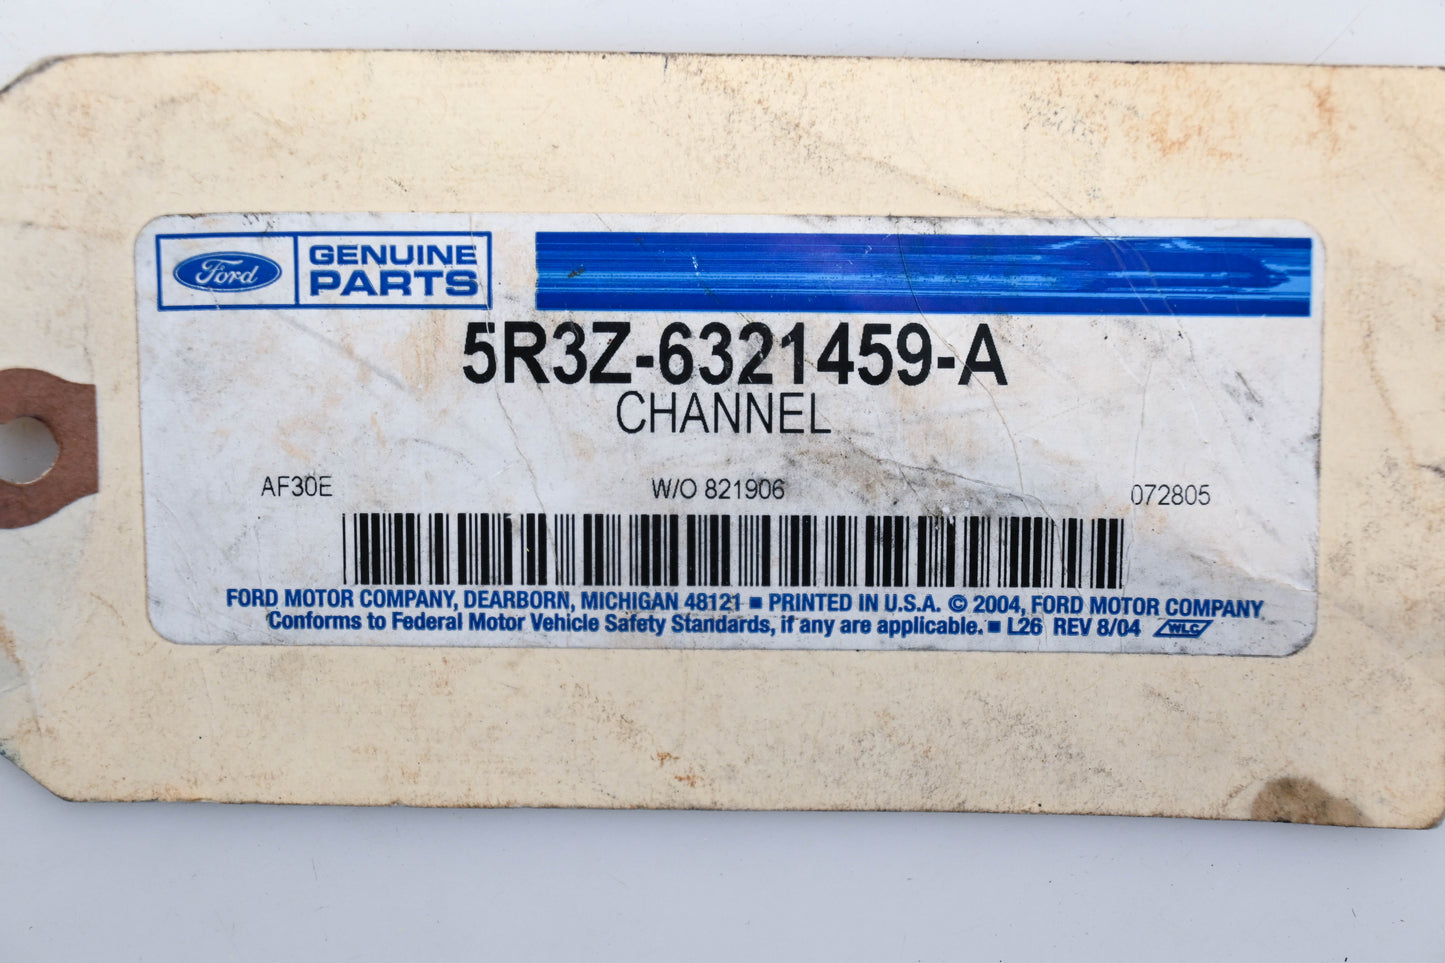 Ford GENUINE
PARTS
5R3Z-6321459-A
CHANNEL
AF30E W/O 821906 072805
FORD MOTOR COMPANY, DEARBORN, MICHIGAN 48121 ■ PRINTED IN U.S.A. © 2004, FORD MOTOR COMPANY
Conforms to Federal Motor Vehicle Safety Standards, if any are applicable. ■ L26 REV 8/04 WLC